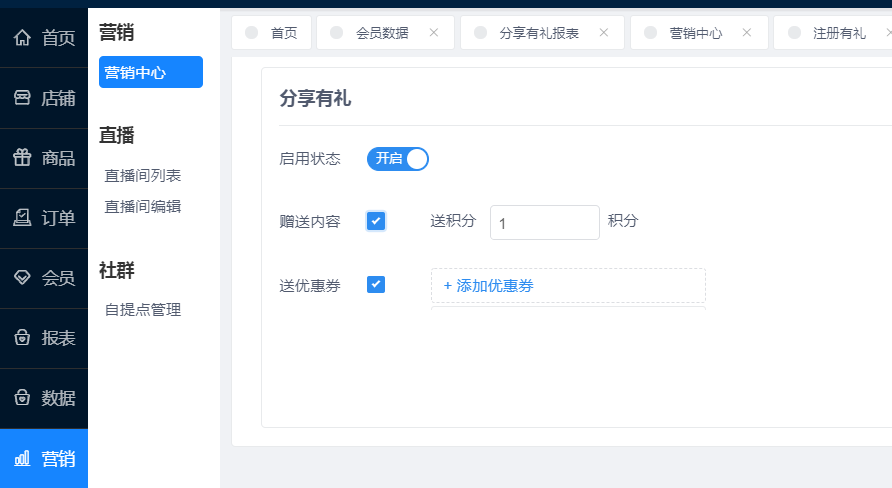 首页
店铺
商品
订单
会员
报表
数据
营销
营销
营销中心
直播
直播间列表
直播间编辑
社群
自提点管理
首页 会员数据 分享有礼报表 营销中心 注册有礼
分享有礼
启用状态 开启
赠送内容 送积分 1 积分
送优惠券 + 添加优惠券